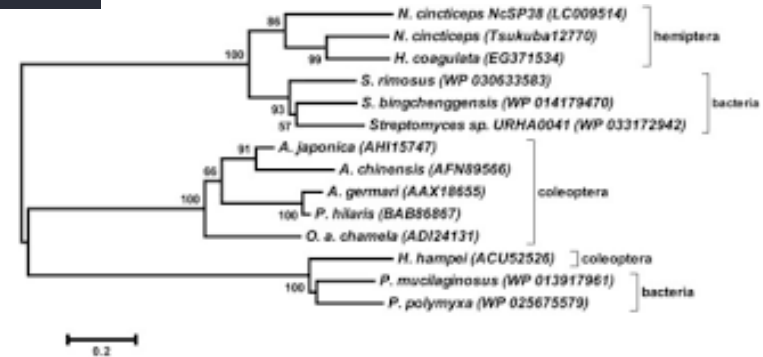 86 N. cincticeps NcSP38 (LC009514)
N. cincticeps (Tsukuba12770) hemiptera
100
99 H. coagulata (EG371534)
S. rimosus (WP 030633583)
93 S. bingchenggensis (WP 014179470) bacteria
57 Streptomyces sp. URHA0041 (WP 033172942)
91 A. japonica (AHI15747)
66 A. chinensis (AFN89566)
100 A. germari (AAX18655) coleoptera
100 P. hilaris (BAB86867)
O. a. chamela (ADI24131)
H. hampei (ACU52526) coleoptera
100 P. mucilaginosus (WP 013917961)
bacteria
P. polymyxa (WP 025675579)
0.2